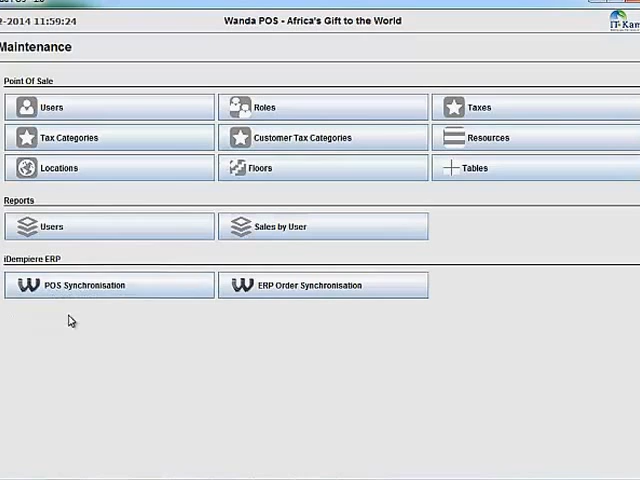 2-2014 11:59:24
Wanda POS - Africa's Gift to the World
IT-Kam
Maintenance
Point Of Sale
Users
Roles
Taxes
Tax Categories
Customer Tax Categories
Resources
Locations
Floors
Tables
Reports
Users
Sales by User
iDempiere ERP
POS Synchronisation
ERP Order Synchronisation